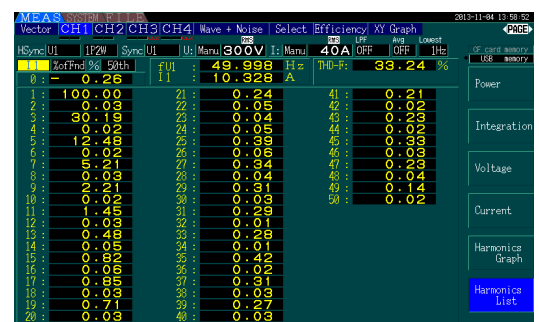 MEAS SYSTEM FILE 2013-11-04 13:58:52
Vector CH1 CH2 CH3 CH4 Wave + Noise Select Efficiency XY Graph PAGE
RMS RMS LPF Avg Lowest
HSync U1 1P2W Sync U1 U: Manu 300V I: Manu 40A OFF OFF 1Hz
CF card memory
USB memory
I1 %ofFnd % 50th fU1 : 49.998 Hz THD-F: 33.24 %
0 : - 0.26 I1 : 10.328 A
1 : 100.00 21 : 0.24 41 : 0.21
2 : 0.03 22 : 0.05 42 : 0.02
3 : 30.19 23 : 0.04 43 : 0.23
4 : 0.02 24 : 0.05 44 : 0.02
5 : 12.48 25 : 0.39 45 : 0.33
6 : 0.02 26 : 0.06 46 : 0.03
7 : 5.21 27 : 0.34 47 : 0.23
8 : 0.03 28 : 0.04 48 : 0.04
9 : 2.21 29 : 0.31 49 : 0.14
10 : 0.02 30 : 0.03 50 : 0.02
11 : 1.45 31 : 0.29
12 : 0.03 32 : 0.01
13 : 0.48 33 : 0.28
14 : 0.05 34 : 0.01
15 : 0.82 35 : 0.42
16 : 0.06 36 : 0.02
17 : 0.85 37 : 0.31
18 : 0.03 38 : 0.03
19 : 0.71 39 : 0.27
20 : 0.03 40 : 0.03
Power
Integration
Voltage
Current
Harmonics
Graph
Harmonics
List